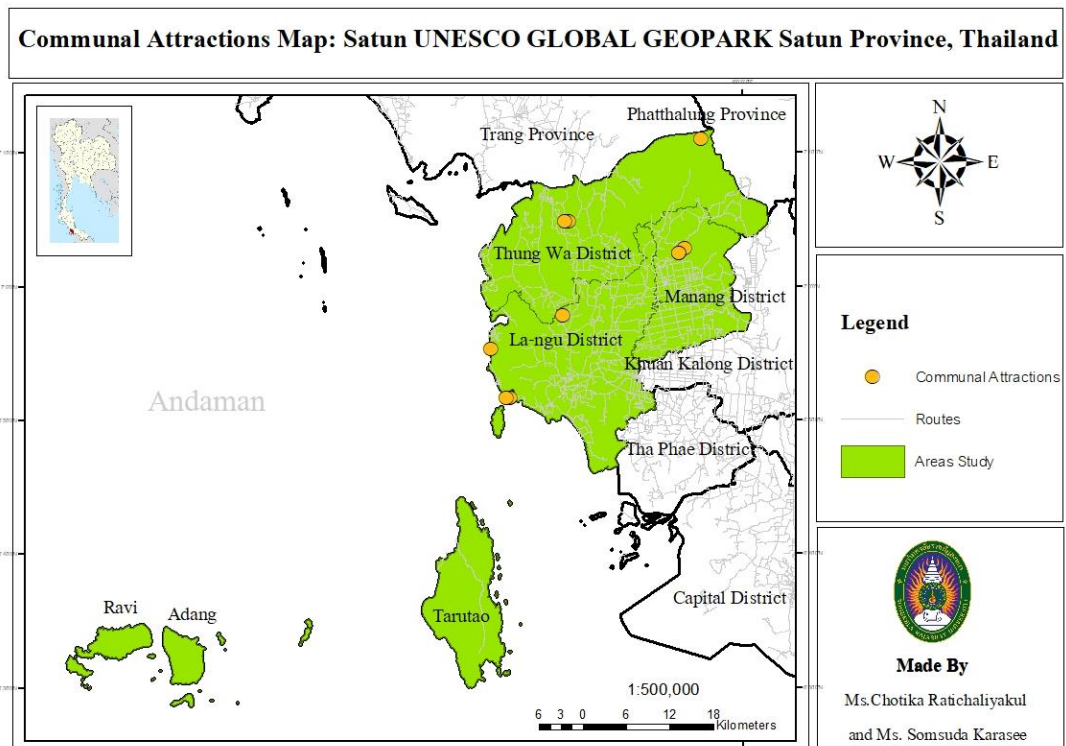 Communal Attractions Map: Satun UNESCO GLOBAL GEOPARK Satun Province, Thailand
Phatthalung Province
Trang Province
Thung Wa District
Manang District
La-ngu District
Khuan Kalong District
Andaman
Tha Phae District
Capital District
Ravi
Adang
Tarutao
1:500,000
6 3 0 6 12 18
Kilometers
N
W E
S
Legend
Communal Attractions
Routes
Areas Study
Made By
Ms.Chotika Ratichaliyakul
and Ms. Somsuda Karasee